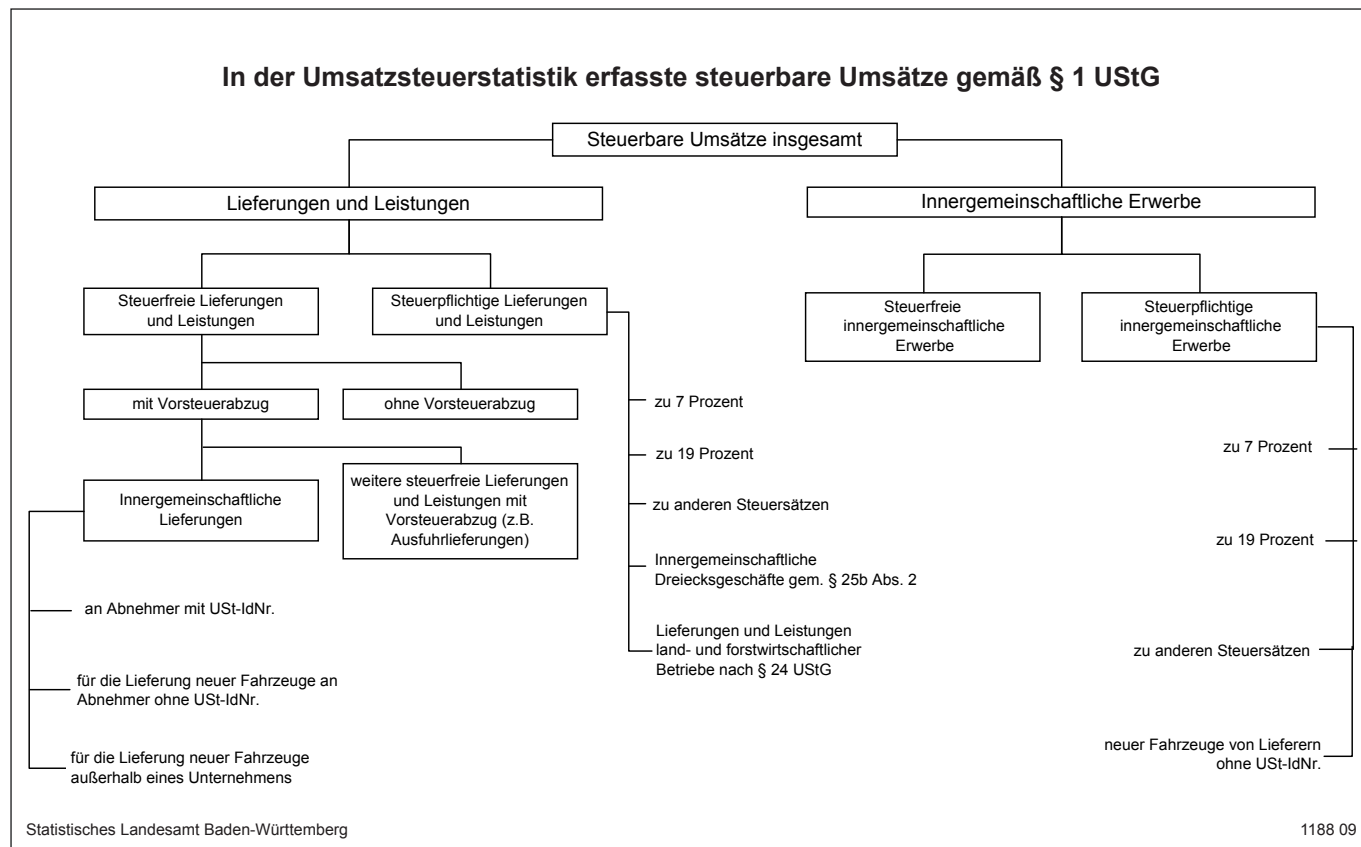 In der Umsatzsteuerstatistik erfasste steuerbare Umsätze gemäß § 1 UStG
Steuerbare Umsätze insgesamt
Lieferungen und Leistungen
Innergemeinschaftliche Erwerbe
Steuerfreie Lieferungen
und Leistungen
Steuerpflichtige Lieferungen
und Leistungen
Steuerfreie
innergemeinschaftliche
Erwerbe
Steuerpflichtige
innergemeinschaftliche
Erwerbe
mit Vorsteuerabzug
ohne Vorsteuerabzug
Innergemeinschaftliche
Lieferungen
weitere steuerfreie Lieferungen
und Leistungen mit
Vorsteuerabzug (z.B.
Ausfuhrlieferungen)
an Abnehmer mit USt-IdNr.
für die Lieferung neuer Fahrzeuge an
Abnehmer ohne USt-IdNr.
für die Lieferung neuer Fahrzeuge
außerhalb eines Unternehmens
zu 7 Prozent
zu 19 Prozent
zu anderen Steuersätzen
Innergemeinschaftliche
Dreiecksgeschäfte gem. § 25b Abs. 2
Lieferungen und Leistungen
land- und forstwirtschaftlicher
Betriebe nach § 24 UStG
zu 7 Prozent
zu 19 Prozent
zu anderen Steuersätzen
neuer Fahrzeuge von Lieferern
ohne USt-IdNr.
Statistisches Landesamt Baden-Württemberg
1188 09